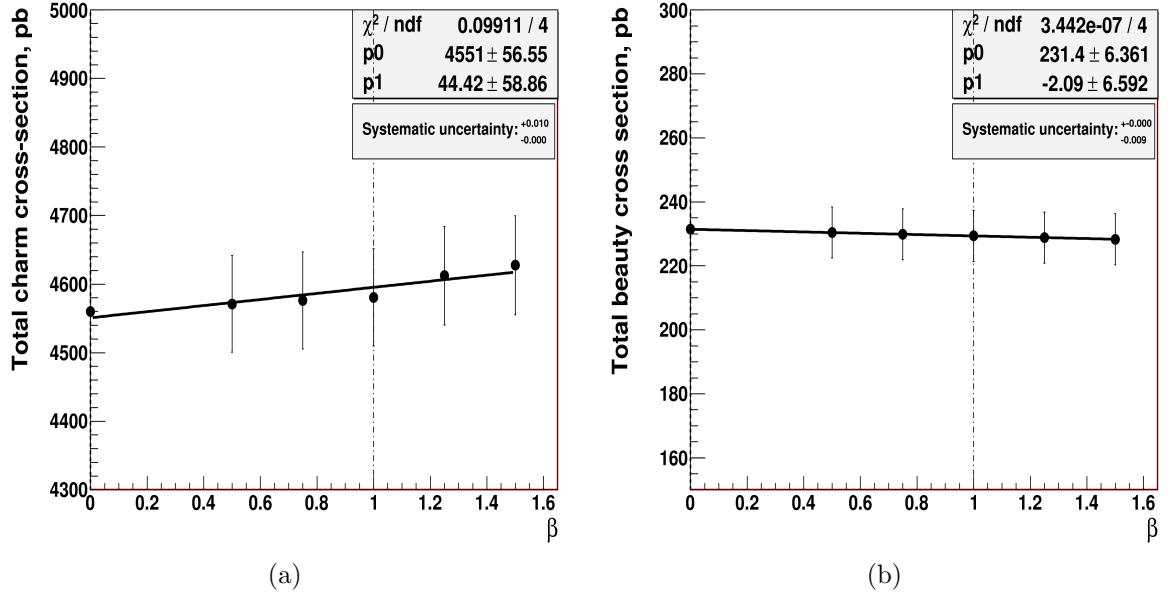 Total charm cross-section, pb
5000
4900
4800
4700
4600
4500
4400
4300
0 0.2 0.4 0.6 0.8 1 1.2 1.4 1.6
β
χ² / ndf 0.09911 / 4
p0 4551 ± 56.55
p1 44.42 ± 58.86
Systematic uncertainty: +0.010 -0.000
(a)
Total beauty cross section, pb
300
280
260
240
220
200
180
160
0 0.2 0.4 0.6 0.8 1 1.2 1.4 1.6
β
χ² / ndf 3.442e-07 / 4
p0 231.4 ± 6.361
p1 -2.09 ± 6.592
Systematic uncertainty: +-0.000 -0.009
(b)